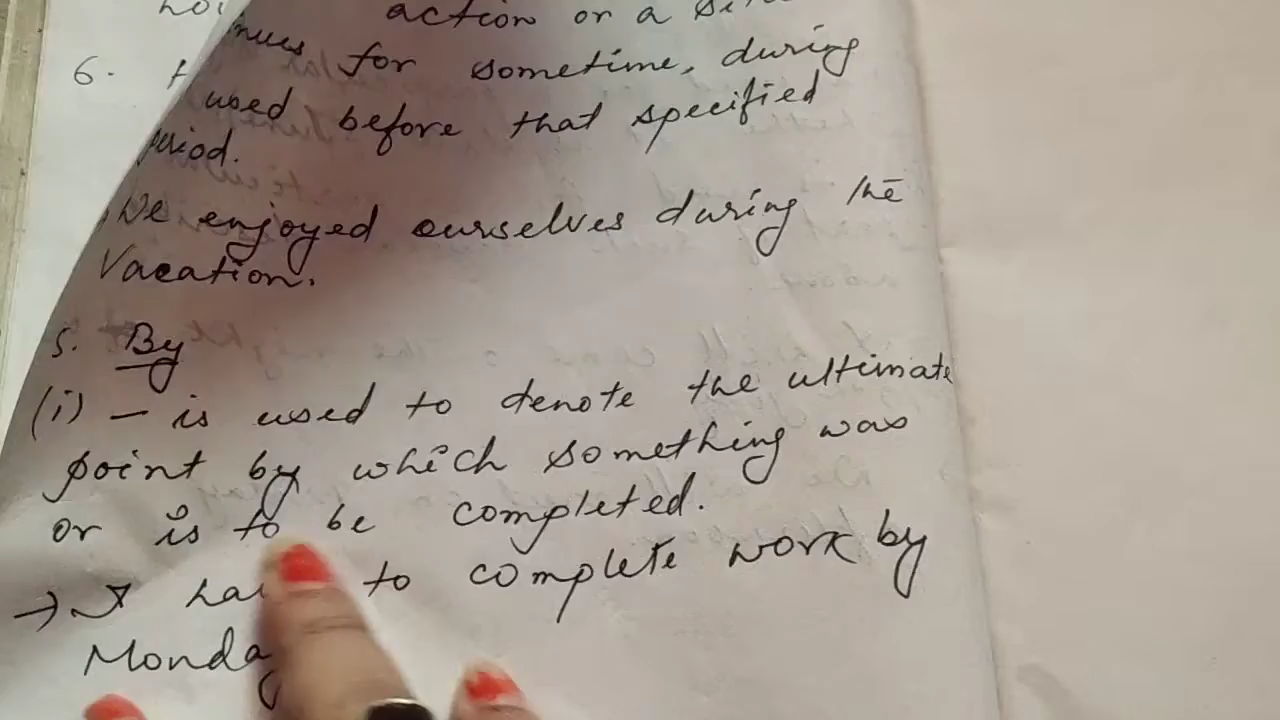 action or a
6.
for sometime, during
used before that specified
period.
We enjoyed ourselves during the
Vacation.
5. By
(i) — is used to denote the ultimate
point by which something was
or is to be completed.
→ I to complete work by
Monday